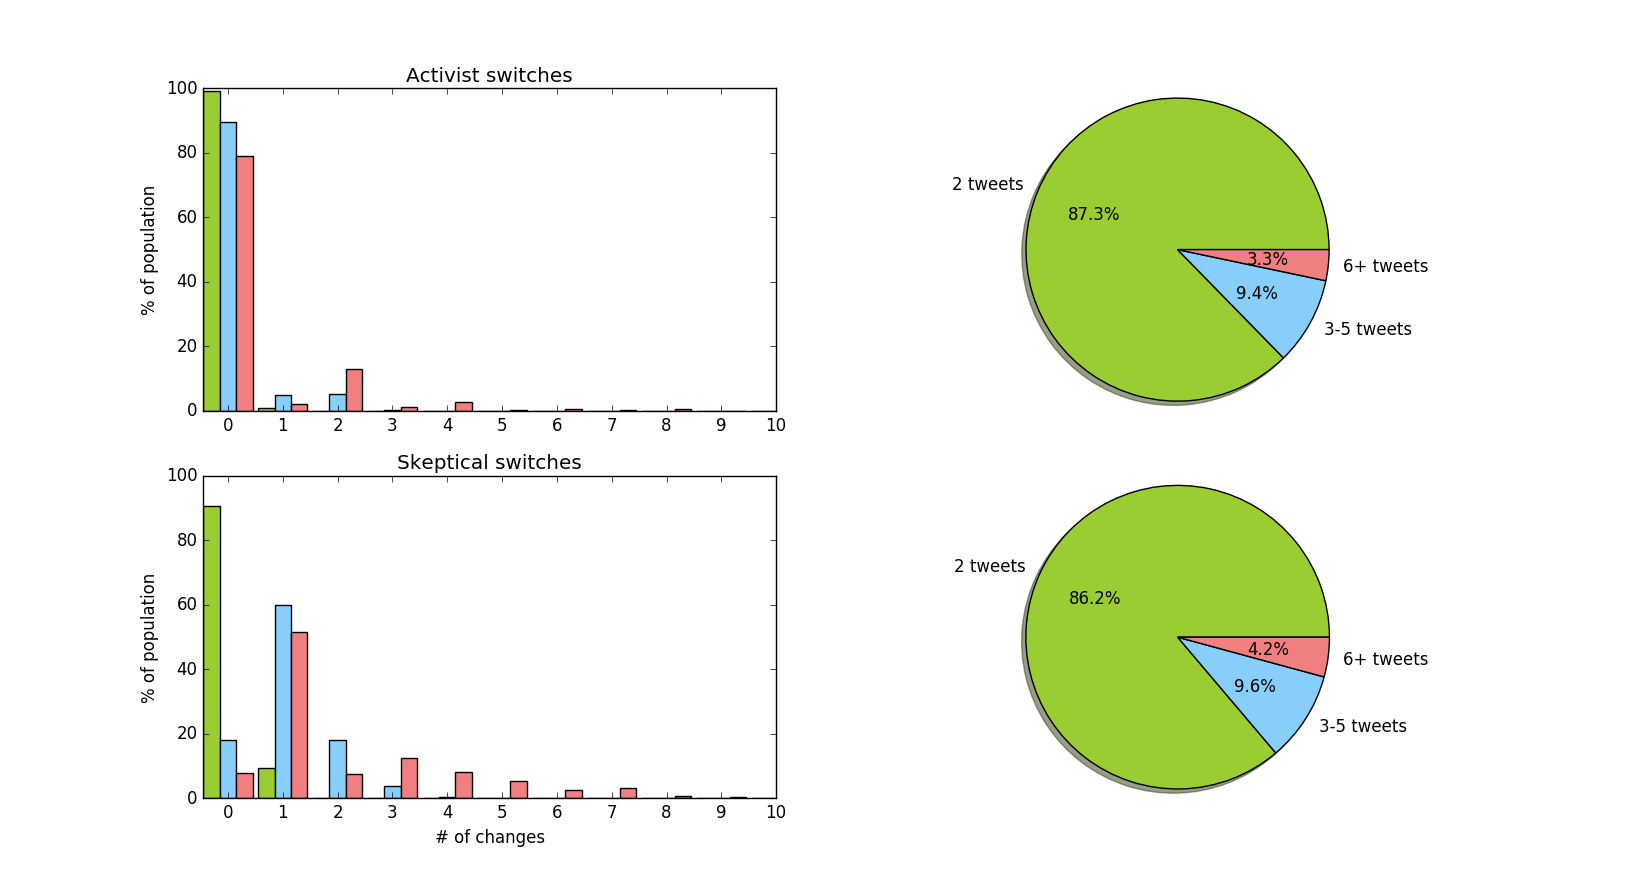 Activist switches
100
80
60
40
20
0
% of population
0 1 2 3 4 5 6 7 8 9 10
2 tweets
87.3%
3.3%
6+ tweets
9.4%
3-5 tweets
Skeptical switches
100
80
60
40
20
0
% of population
0 1 2 3 4 5 6 7 8 9 10
# of changes
2 tweets
86.2%
4.2%
6+ tweets
9.6%
3-5 tweets